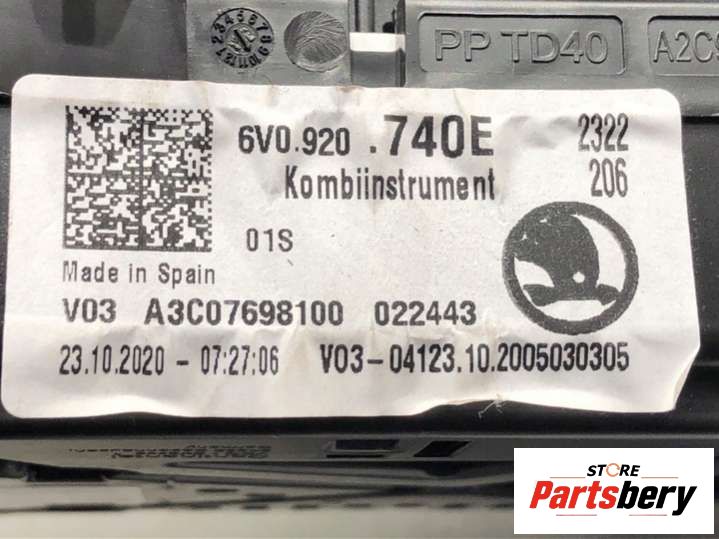 PP TD40
A2C
6V0.920 .740E 2322
Kombiinstrument 206
01S
Made in Spain
V03 A3C07698100 022443
23.10.2020 - 07:27:06 V03-04123.10.2005030305
STORE
Partsbery